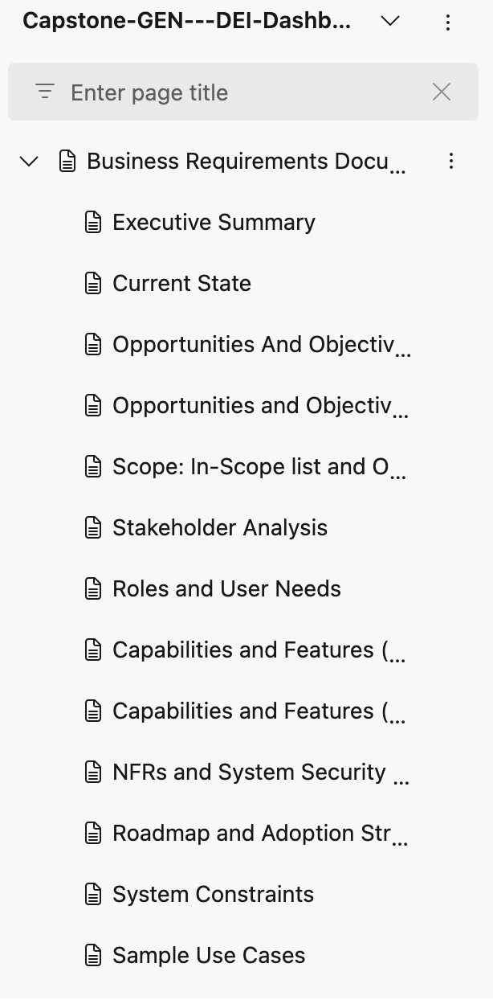 Capstone-GEN---DEI-Dashb...
Enter page title
Business Requirements Docu...
Executive Summary
Current State
Opportunities And Objectiv...
Opportunities and Objectiv...
Scope: In-Scope list and O...
Stakeholder Analysis
Roles and User Needs
Capabilities and Features (...
Capabilities and Features (...
NFRs and System Security ...
Roadmap and Adoption Str...
System Constraints
Sample Use Cases